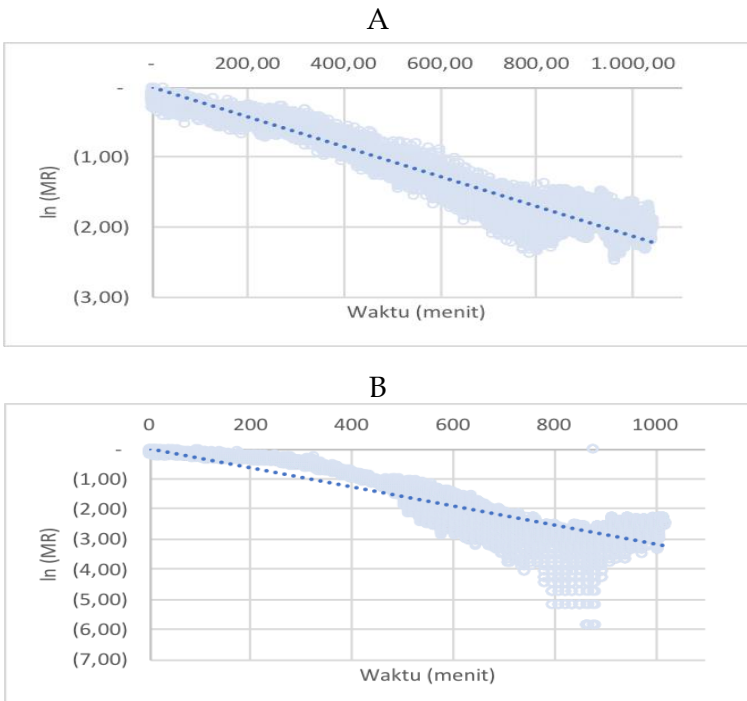 A
- 200,00 400,00 600,00 800,00 1.000,00
-
(1,00)
(2,00)
(3,00)
ln (MR)
Waktu (menit)
B
0 200 400 600 800 1000
-
(1,00)
(2,00)
(3,00)
(4,00)
(5,00)
(6,00)
(7,00)
ln (MR)
Waktu (menit)